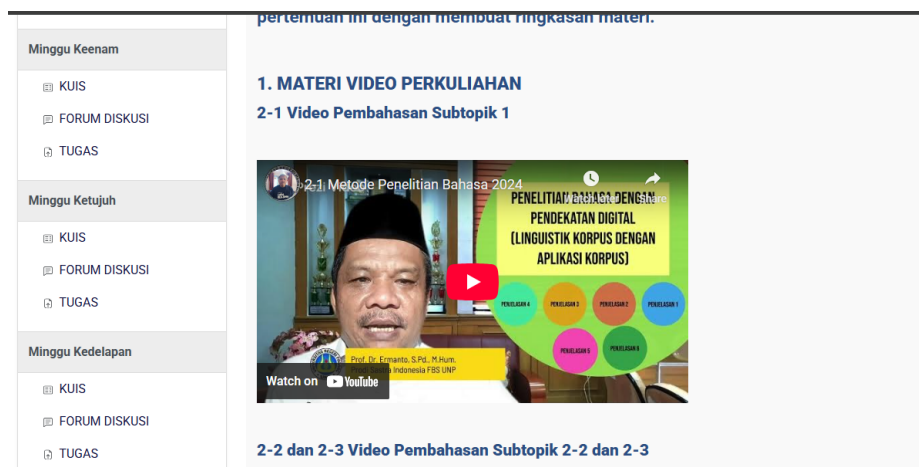 pertemuan ini dengan membuat ringkasan materi.
Minggu Keenam
KUIS
FORUM DISKUSI
TUGAS
Minggu Ketujuh
KUIS
FORUM DISKUSI
TUGAS
Minggu Kedelapan
KUIS
FORUM DISKUSI
TUGAS
1. MATERI VIDEO PERKULIAHAN
2-1 Video Pembahasan Subtopik 1
2-1 Metode Penelitian Bahasa 2024
Watch later
Share
PENELITIAN BAHASA DENGAN
PENDEKATAN DIGITAL
(LINGUISTIK KORPUS DENGAN
APLIKASI KORPUS)
PENJELASAN 4
PENJELASAN 3
PENJELASAN 2
PENJELASAN 1
PENJELASAN 5
PENJELASAN 6
Prof. Dr. Ermanto, S.Pd., M.Hum.
Prodi Sastra Indonesia FBS UNP
Watch on YouTube
2-2 dan 2-3 Video Pembahasan Subtopik 2-2 dan 2-3